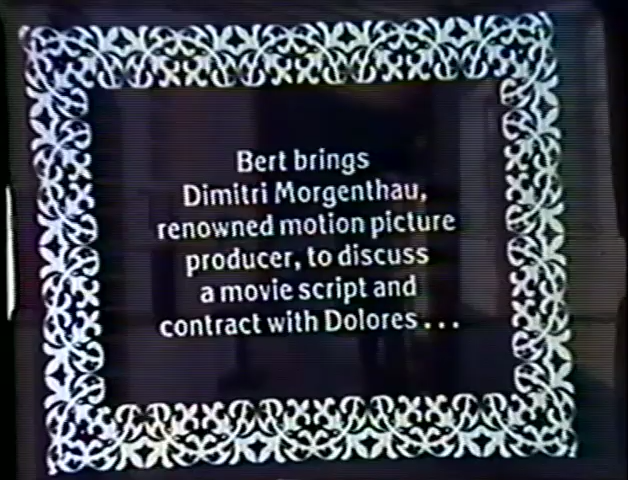 Bert brings
Dimitri Morgenthau,
renowned motion picture
producer, to discuss
a movie script and
contract with Dolores...